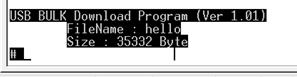 USB BULK Download Program (Ver 1.01)
FileName : hello
Size : 35332 Byte
#